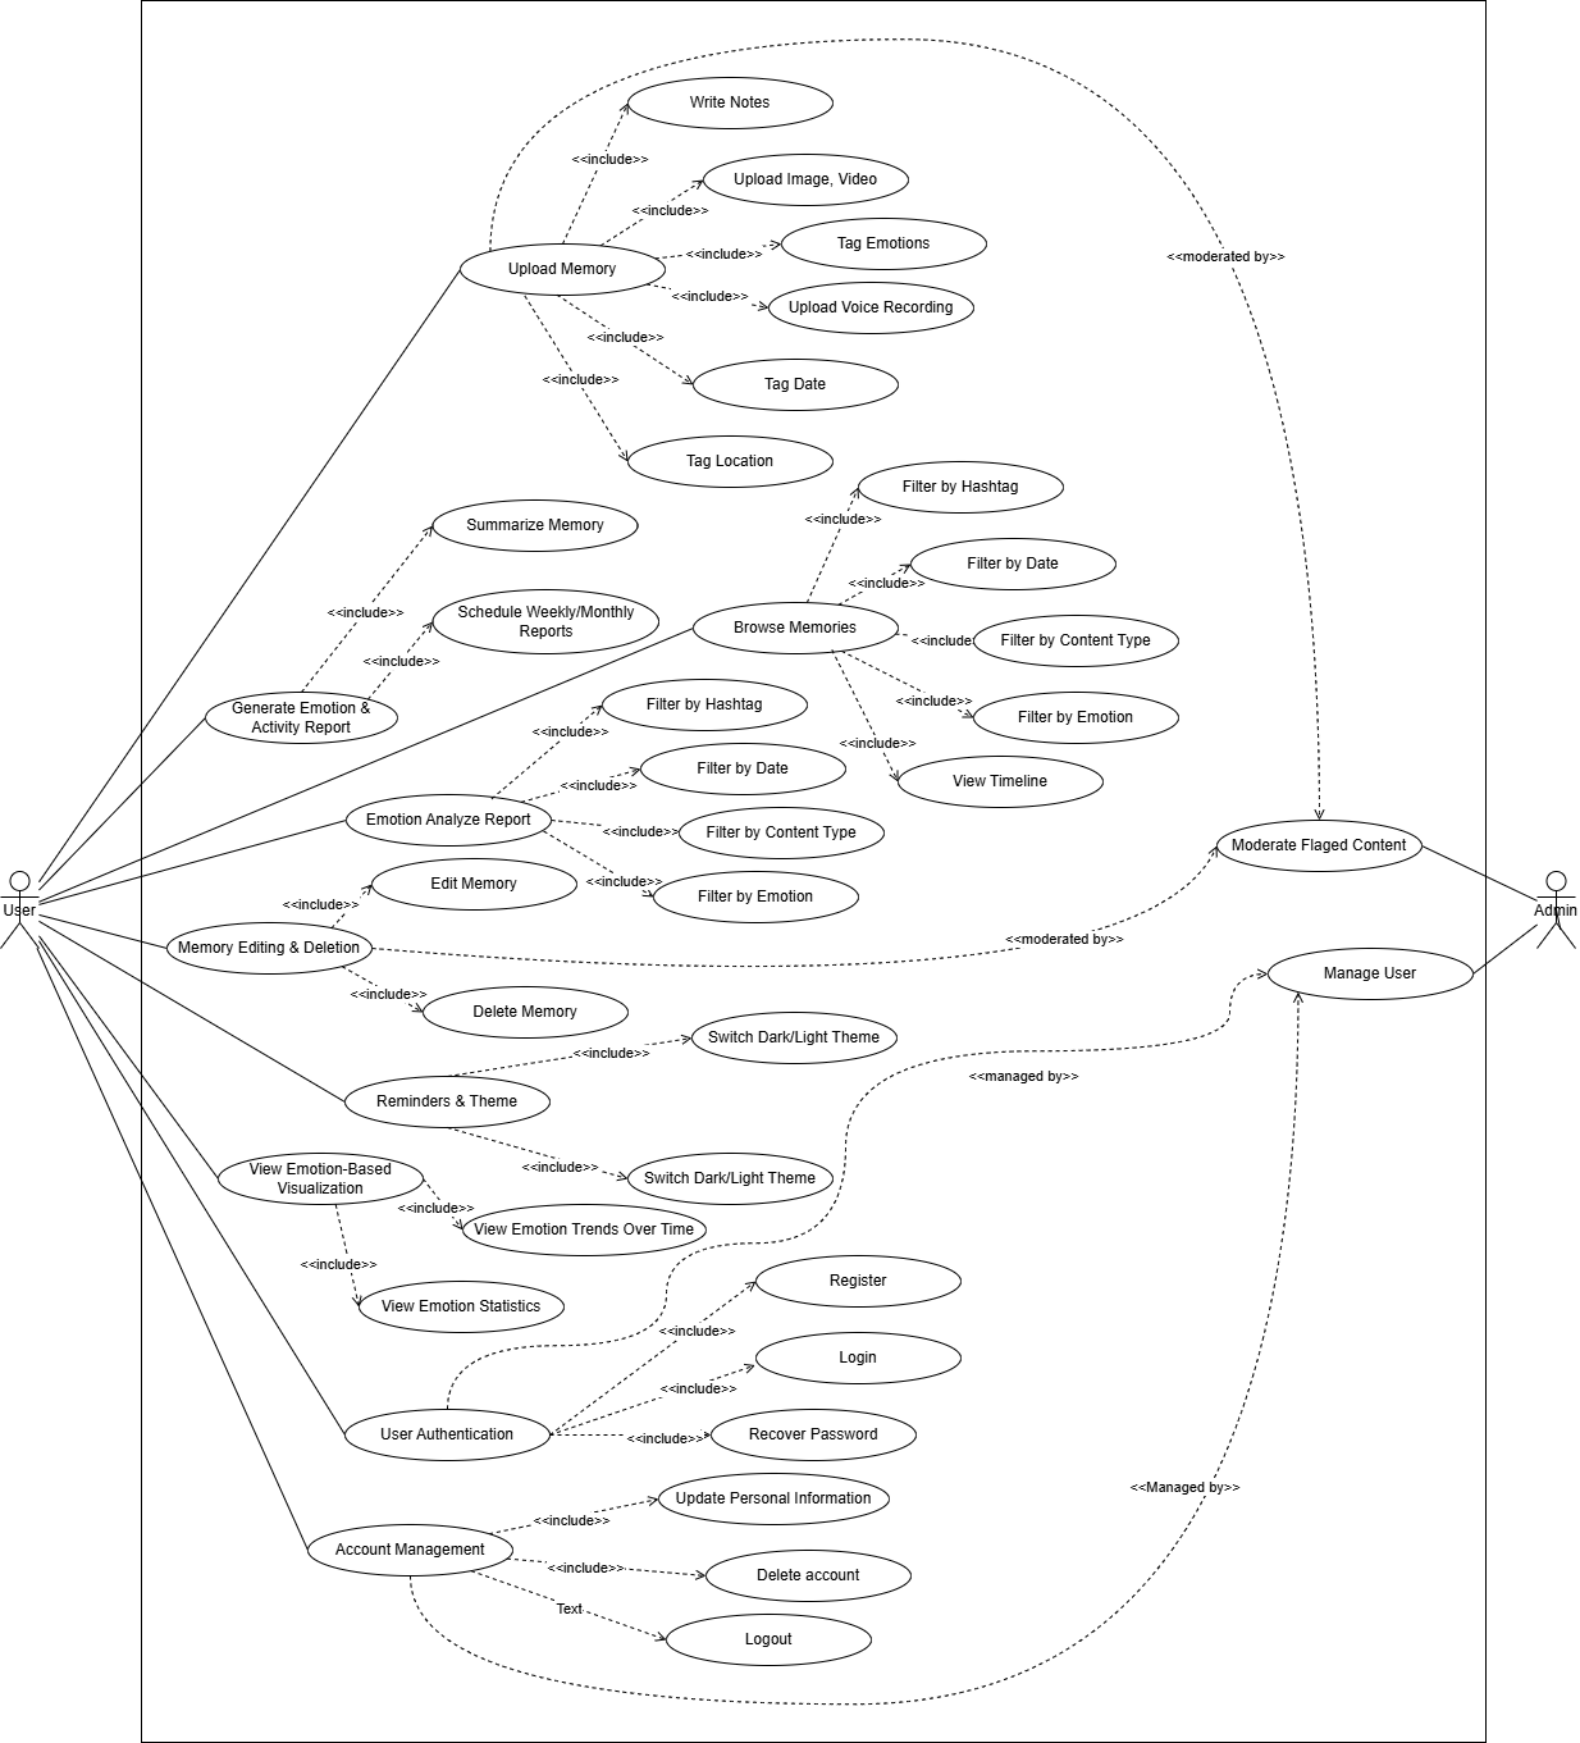 Write Notes
<<include>>
Upload Image, Video
<<include>>
Tag Emotions
<<include>>
<<moderated by>>
Upload Memory
<<include>>
Upload Voice Recording
<<include>>
Tag Date
<<include>>
Tag Location
Filter by Hashtag
<<include>>
Summarize Memory
Filter by Date
<<include>>
<<include>>
Schedule Weekly/Monthly
Reports
Browse Memories
<<include
Filter by Content Type
<<include>>
<<include>>
Generate Emotion &
Activity Report
Filter by Hashtag
<<include>>
Filter by Emotion
<<include>>
<<include>>
Filter by Date
View Timeline
<<include>>
Emotion Analyze Report
<<include>>
Filter by Content Type
Moderate Flaged Content
Edit Memory
<<include>>
Filter by Emotion
<<include>>
User
Admin
Memory Editing & Deletion
<<moderated by>>
Manage User
<<include>>
Delete Memory
Switch Dark/Light Theme
<<include>>
<<managed by>>
Reminders & Theme
<<include>>
Switch Dark/Light Theme
View Emotion-Based
Visualization
<<include>>
View Emotion Trends Over Time
<<include>>
View Emotion Statistics
Register
<<include>>
Login
<<include>>
User Authentication
<<include>>
Recover Password
<<Managed by>>
Update Personal Information
<<include>>
Account Management
<<include>>
Delete account
Text
Logout